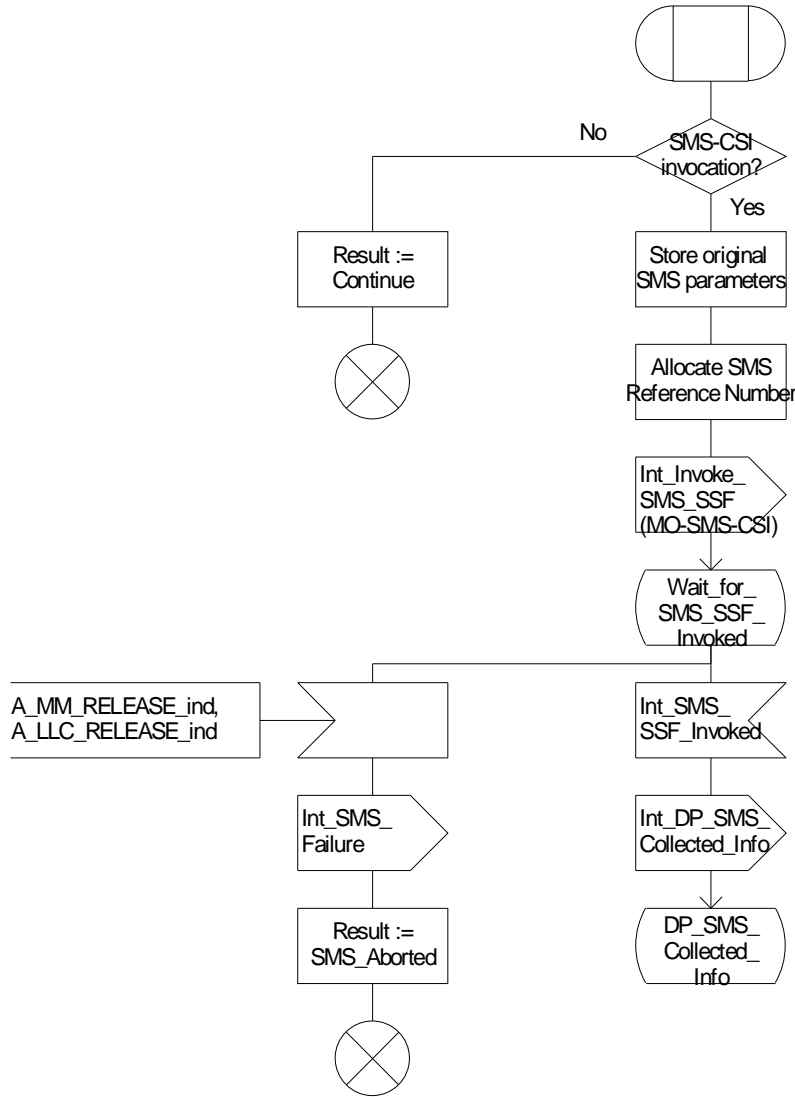 No
SMS-CSI
invocation?
Yes
Result :=
Continue
Store original
SMS parameters
Allocate SMS
Reference Number
Int_Invoke_
SMS_SSF
(MO-SMS-CSI)
Wait_for_
SMS_SSF_
Invoked
A_MM_RELEASE_ind,
A_LLC_RELEASE_ind
Int_SMS_
SSF_Invoked
Int_SMS_
Failure
Int_DP_SMS_
Collected_Info
Result :=
SMS_Aborted
DP_SMS_
Collected_
Info